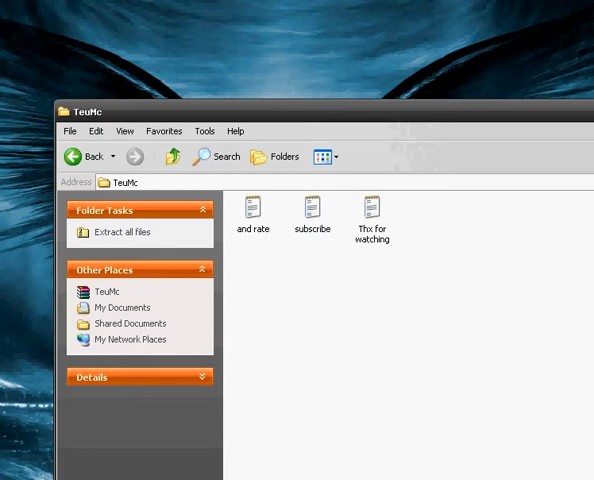 TeuMc
File Edit View Favorites Tools Help
Back Search Folders
Address TeuMc
Folder Tasks
Extract all files
Other Places
TeuMc
My Documents
Shared Documents
My Network Places
Details
and rate
subscribe
Thx for
watching